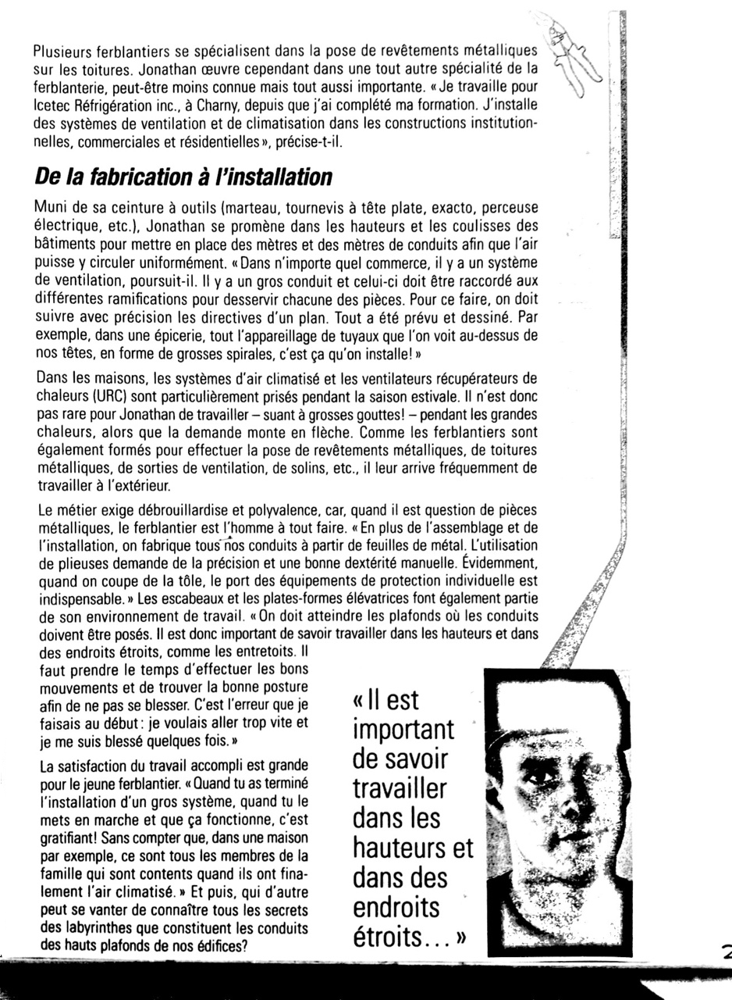 Plusieurs ferblantiers se spécialisent dans la pose de revêtements métalliques
sur les toitures. Jonathan œuvre cependant dans une tout autre spécialité de la
ferblanterie, peut-être moins connue mais tout aussi importante. « Je travaille pour
Icetec Réfrigération inc., à Charny, depuis que j'ai complété ma formation. J'installe
des systèmes de ventilation et de climatisation dans les constructions institution-
nelles, commerciales et résidentielles », précise-t-il.
De la fabrication à l'installation
Muni de sa ceinture à outils (marteau, tournevis à tête plate, exacto, perceuse
électrique, etc.), Jonathan se promène dans les hauteurs et les coulisses des
bâtiments pour mettre en place des mètres et des mètres de conduits afin que l'air
puisse y circuler uniformément. « Dans n'importe quel commerce, il y a un système
de ventilation, poursuit-il. Il y a un gros conduit et celui-ci doit être raccordé aux
différentes ramifications pour desservir chacune des pièces. Pour ce faire, on doit
suivre avec précision les directives d'un plan. Tout a été prévu et dessiné. Par
exemple, dans une épicerie, tout l'appareillage de tuyaux que l'on voit au-dessus de
nos têtes, en forme de grosses spirales, c'est ça qu'on installe! »
Dans les maisons, les systèmes d'air climatisé et les ventilateurs récupérateurs de
chaleurs (URC) sont particulièrement prisés pendant la saison estivale. Il n'est donc
pas rare pour Jonathan de travailler – suant à grosses gouttes! – pendant les grandes
chaleurs, alors que la demande monte en flèche. Comme les ferblantiers sont
également formés pour effectuer la pose de revêtements métalliques, de toitures
métalliques, de sorties de ventilation, de solins, etc., il leur arrive fréquemment de
travailler à l'extérieur.
Le métier exige débrouillardise et polyvalence, car, quand il est question de pièces
métalliques, le ferblantier est l'homme à tout faire. « En plus de l'assemblage et de
l'installation, on fabrique tous nos conduits à partir de feuilles de métal. L'utilisation
de plieuses demande de la précision et une bonne dextérité manuelle. Évidemment,
quand on coupe de la tôle, le port des équipements de protection individuelle est
indispensable. » Les escabeaux et les plates-formes élévatrices font également partie
de son environnement de travail. « On doit atteindre les plafonds où les conduits
doivent être posés. Il est donc important de savoir travailler dans les hauteurs et dans
des endroits étroits, comme les entretoits. Il
faut prendre le temps d'effectuer les bons
mouvements et de trouver la bonne posture
afin de ne pas se blesser. C'est l'erreur que je
faisais au début : je voulais aller trop vite et
je me suis blessé quelques fois. »
La satisfaction du travail accompli est grande
pour le jeune ferblantier. « Quand tu as terminé
l'installation d'un gros système, quand tu le
mets en marche et que ça fonctionne, c'est
gratifiant! Sans compter que, dans une maison
par exemple, ce sont tous les membres de la
famille qui sont contents quand ils ont fina-
lement l'air climatisé. » Et puis, qui d'autre
peut se vanter de connaître tous les secrets
des labyrinthes que constituent les conduits
des hauts plafonds de nos édifices?
« Il est
important
de savoir
travailler
dans les
hauteurs et
dans des
endroits
étroits... »
2